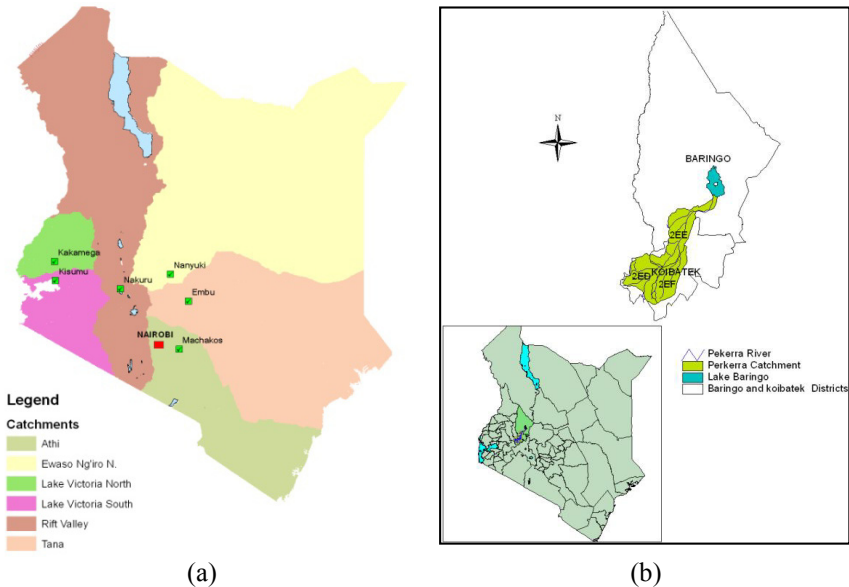 Kakamega
Kisumu
Nakuru
Nanyuki
Embu
NAIROBI
Machakos
Legend
Catchments
Athi
Ewaso Ng'iro N.
Lake Victoria North
Lake Victoria South
Rift Valley
Tana
(a)
N
BARINGO
2EE
2ED
KOIBATEK
2EF
Pekerra River
Perkerra Catchment
Lake Baringo
Baringo and koibatek Districts
(b)